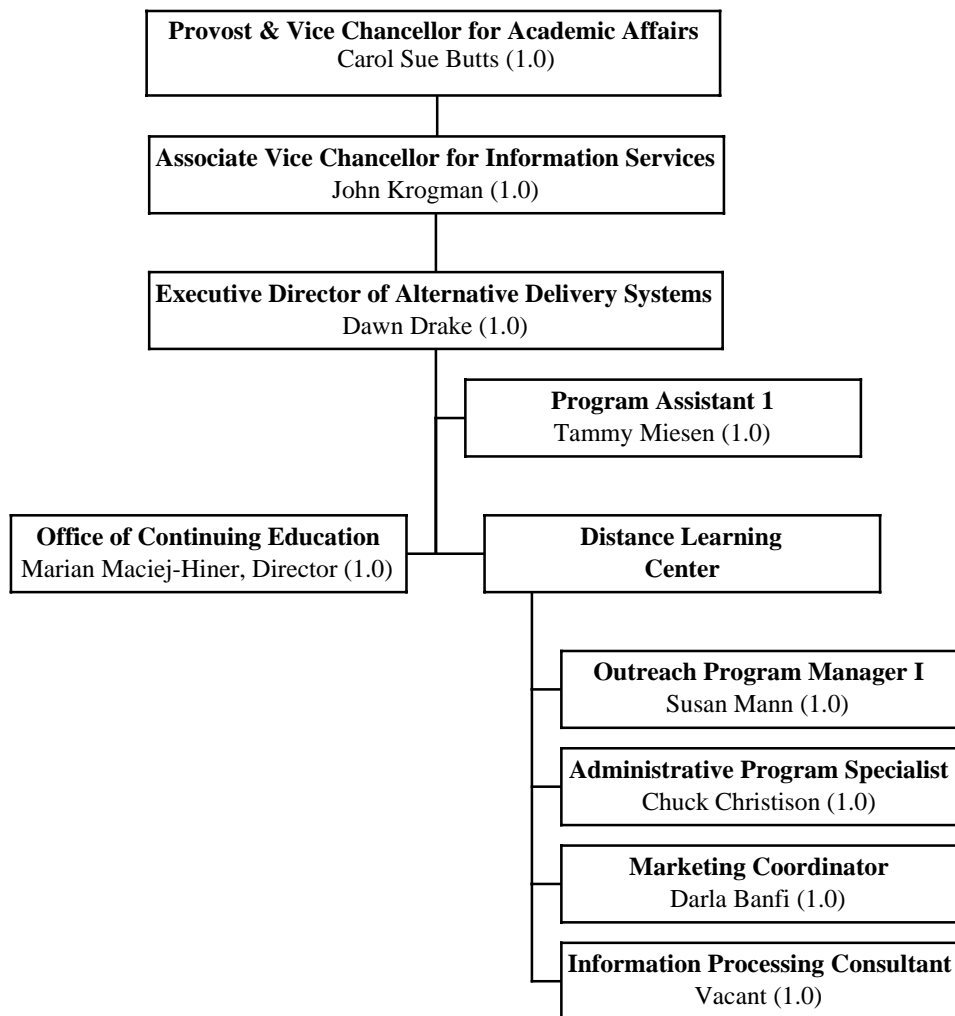 Provost & Vice Chancellor for Academic Affairs
Carol Sue Butts (1.0)
Associate Vice Chancellor for Information Services
John Krogman (1.0)
Executive Director of Alternative Delivery Systems
Dawn Drake (1.0)
Program Assistant 1
Tammy Miesen (1.0)
Office of Continuing Education
Marian Maciej-Hiner, Director (1.0)
Distance Learning
Center
Outreach Program Manager I
Susan Mann (1.0)
Administrative Program Specialist
Chuck Christison (1.0)
Marketing Coordinator
Darla Banfi (1.0)
Information Processing Consultant
Vacant (1.0)